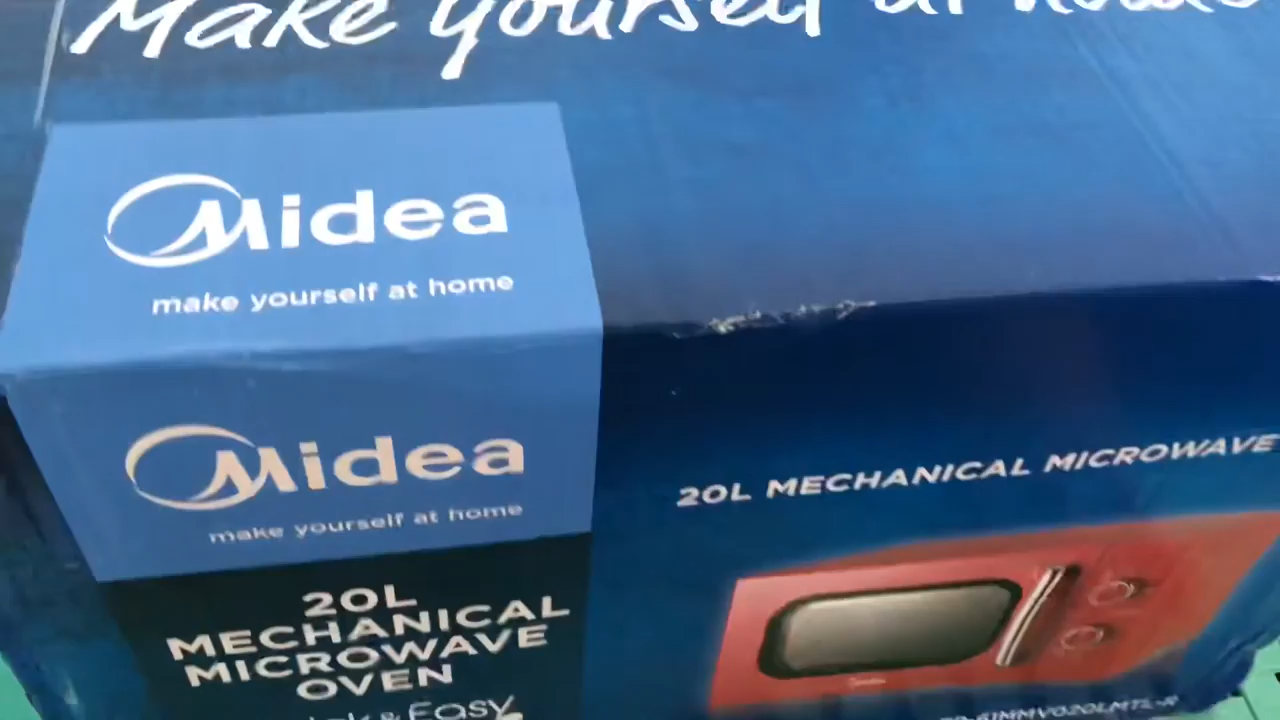 Make yourself at home
Midea
make yourself at home
Midea
make yourself at home
20L MECHANICAL MICROWAVE
20L
MECHANICAL
MICROWAVE
OVEN
& Easy